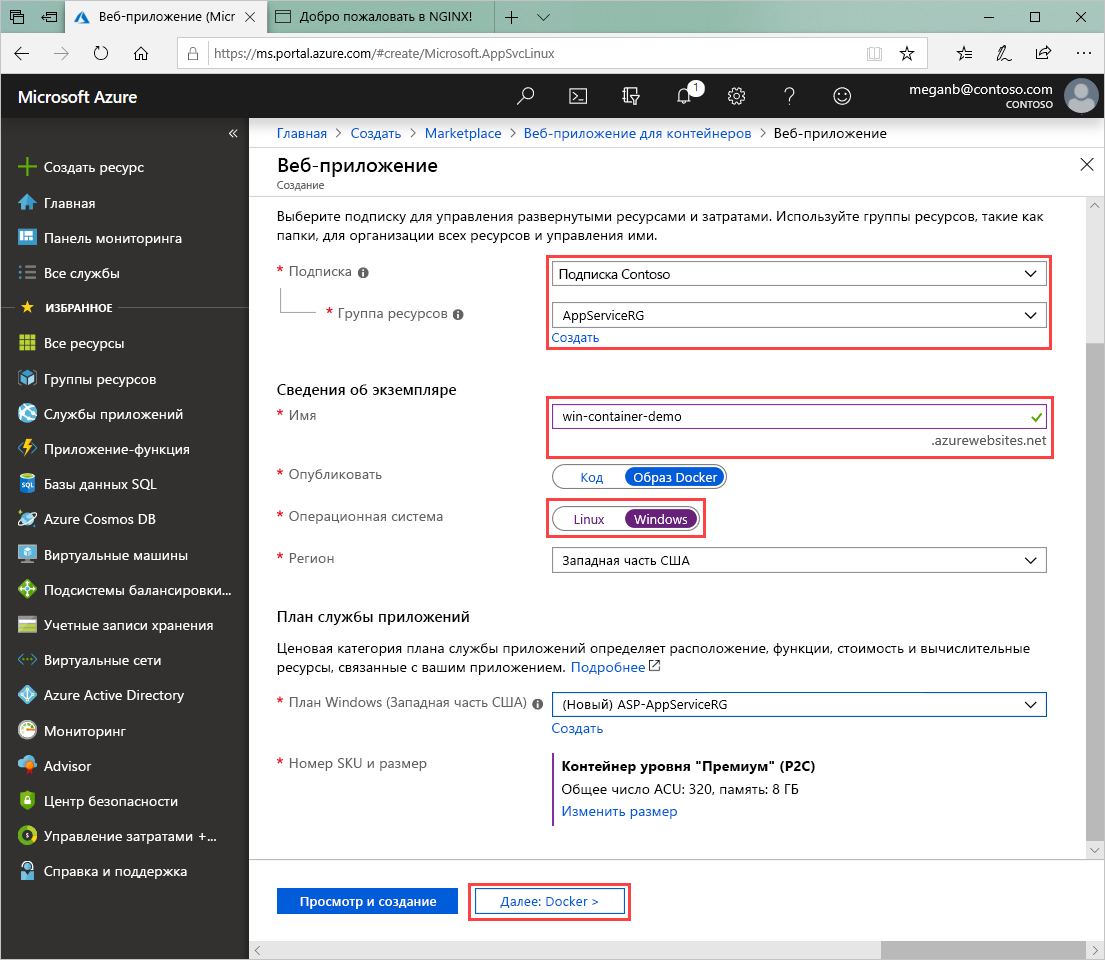 Веб-приложение (Micr
Добро пожаловать в NGINX!
https://ms.portal.azure.com/#create/Microsoft.AppSvcLinux
Microsoft Azure
1
meganb@contoso.com
CONTOSO
Создать ресурс
Главная
Панель мониторинга
Все службы
ИЗБРАННОЕ
Все ресурсы
Группы ресурсов
Службы приложений
Приложение-функция
SQL
Базы данных SQL
Azure Cosmos DB
Виртуальные машины
Подсистемы балансировки...
Учетные записи хранения
Виртуальные сети
Azure Active Directory
Мониторинг
Advisor
Центр безопасности
Управление затратами +...
Справка и поддержка
Главная > Создать > Marketplace > Веб-приложение для контейнеров > Веб-приложение
Веб-приложение
Создание
Выберите подписку для управления развернутыми ресурсами и затратами. Используйте группы ресурсов, такие как
папки, для организации всех ресурсов и управления ими.
* Подписка
Подписка Contoso
* Группа ресурсов
AppServiceRG
Создать
Сведения об экземпляре
* Имя
win-container-demo
.azurewebsites.net
* Опубликовать
Код Образ Docker
* Операционная система
Linux Windows
* Регион
Западная часть США
План службы приложений
Ценовая категория плана службы приложений определяет расположение, функции, стоимость и вычислительные
ресурсы, связанные с вашим приложением. Подробнее
* План Windows (Западная часть США)
(Новый) ASP-AppServiceRG
Создать
* Номер SKU и размер
Контейнер уровня "Премиум" (P2C)
Общее число ACU: 320, память: 8 ГБ
Изменить размер
Просмотр и создание
Далее: Docker >